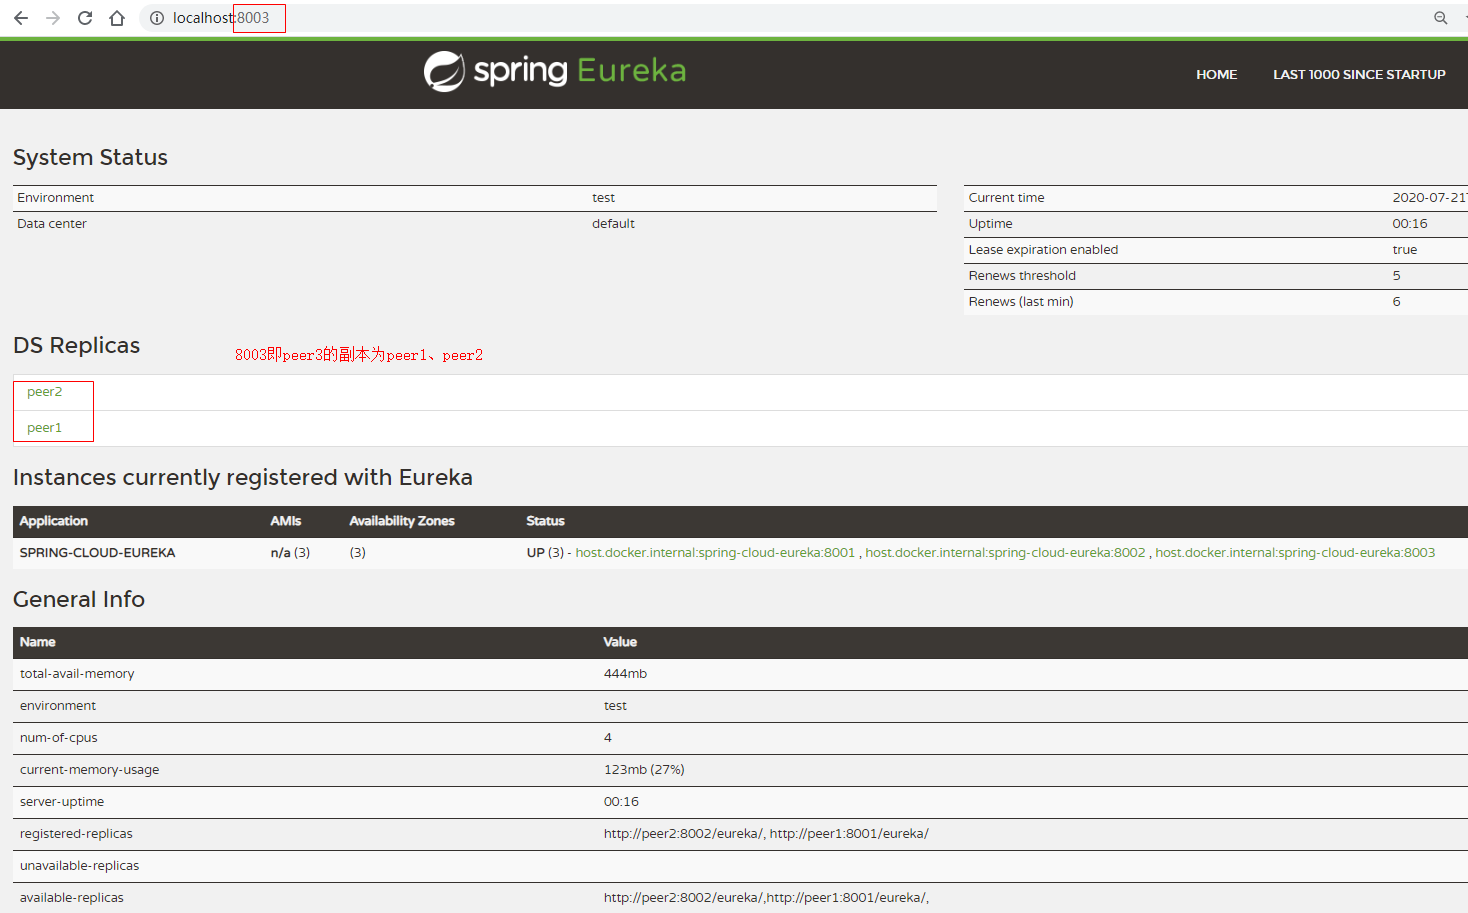 localhost:8003
spring Eureka
HOME LAST 1000 SINCE STARTUP
System Status
Environment test
Data center default
Current time 2020-07-21
Uptime 00:16
Lease expiration enabled true
Renews threshold 5
Renews (last min) 6
DS Replicas
8003即peer3的副本为peer1、peer2
peer2
peer1
Instances currently registered with Eureka
Application AMIs Availability Zones Status
SPRING-CLOUD-EUREKA n/a (3) (3) UP (3) - host.docker.internal:spring-cloud-eureka:8001 , host.docker.internal:spring-cloud-eureka:8002 , host.docker.internal:spring-cloud-eureka:8003
General Info
Name Value
total-avail-memory 444mb
environment test
num-of-cpus 4
current-memory-usage 123mb (27%)
server-uptime 00:16
registered-replicas http://peer2:8002/eureka/, http://peer1:8001/eureka/
unavailable-replicas
available-replicas http://peer2:8002/eureka/,http://peer1:8001/eureka/,